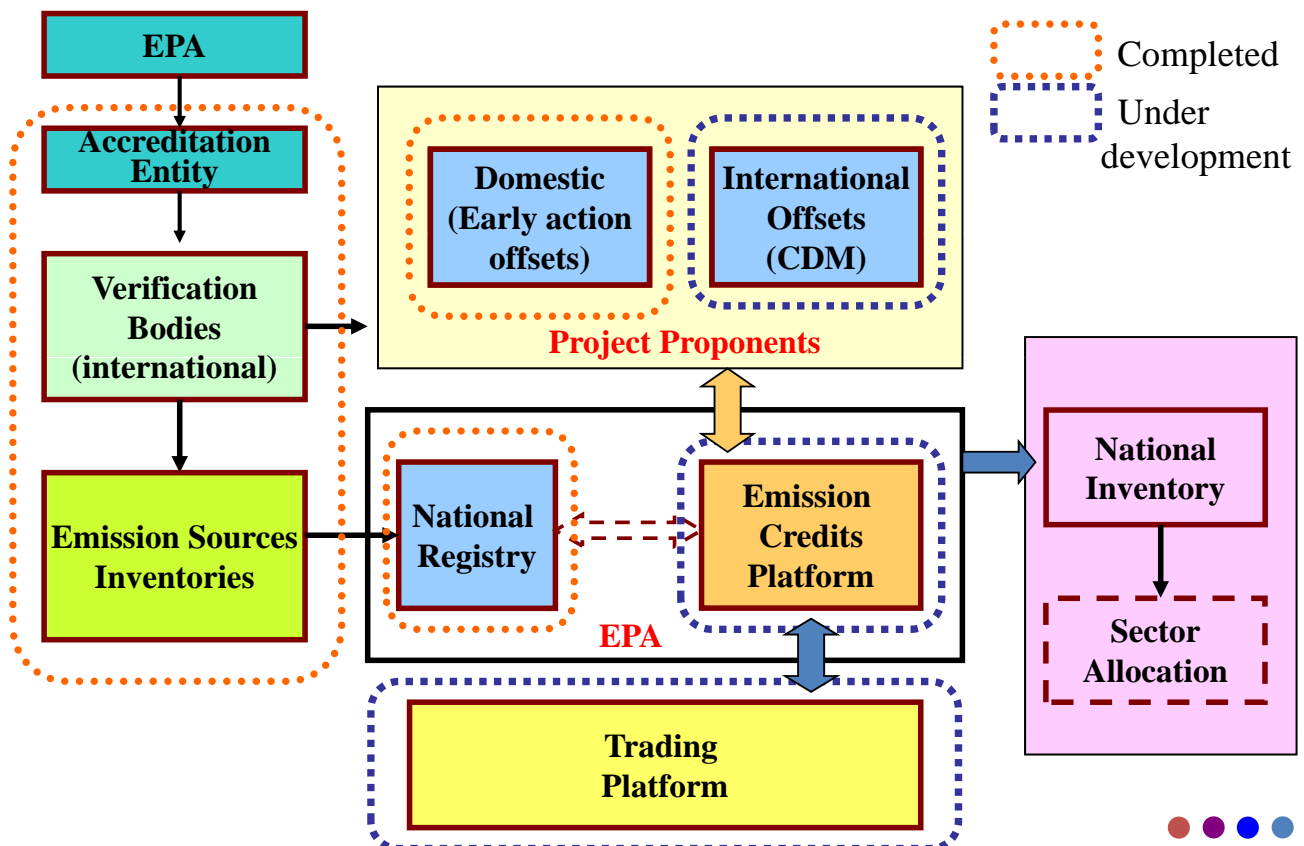 EPA
Accreditation
Entity
Verification
Bodies
(international)
Emission Sources
Inventories
Domestic
(Early action
offsets)
International
Offsets
(CDM)
Project Proponents
National
Registry
Emission
Credits
Platform
EPA
Trading
Platform
Completed
Under
development
National
Inventory
Sector
Allocation